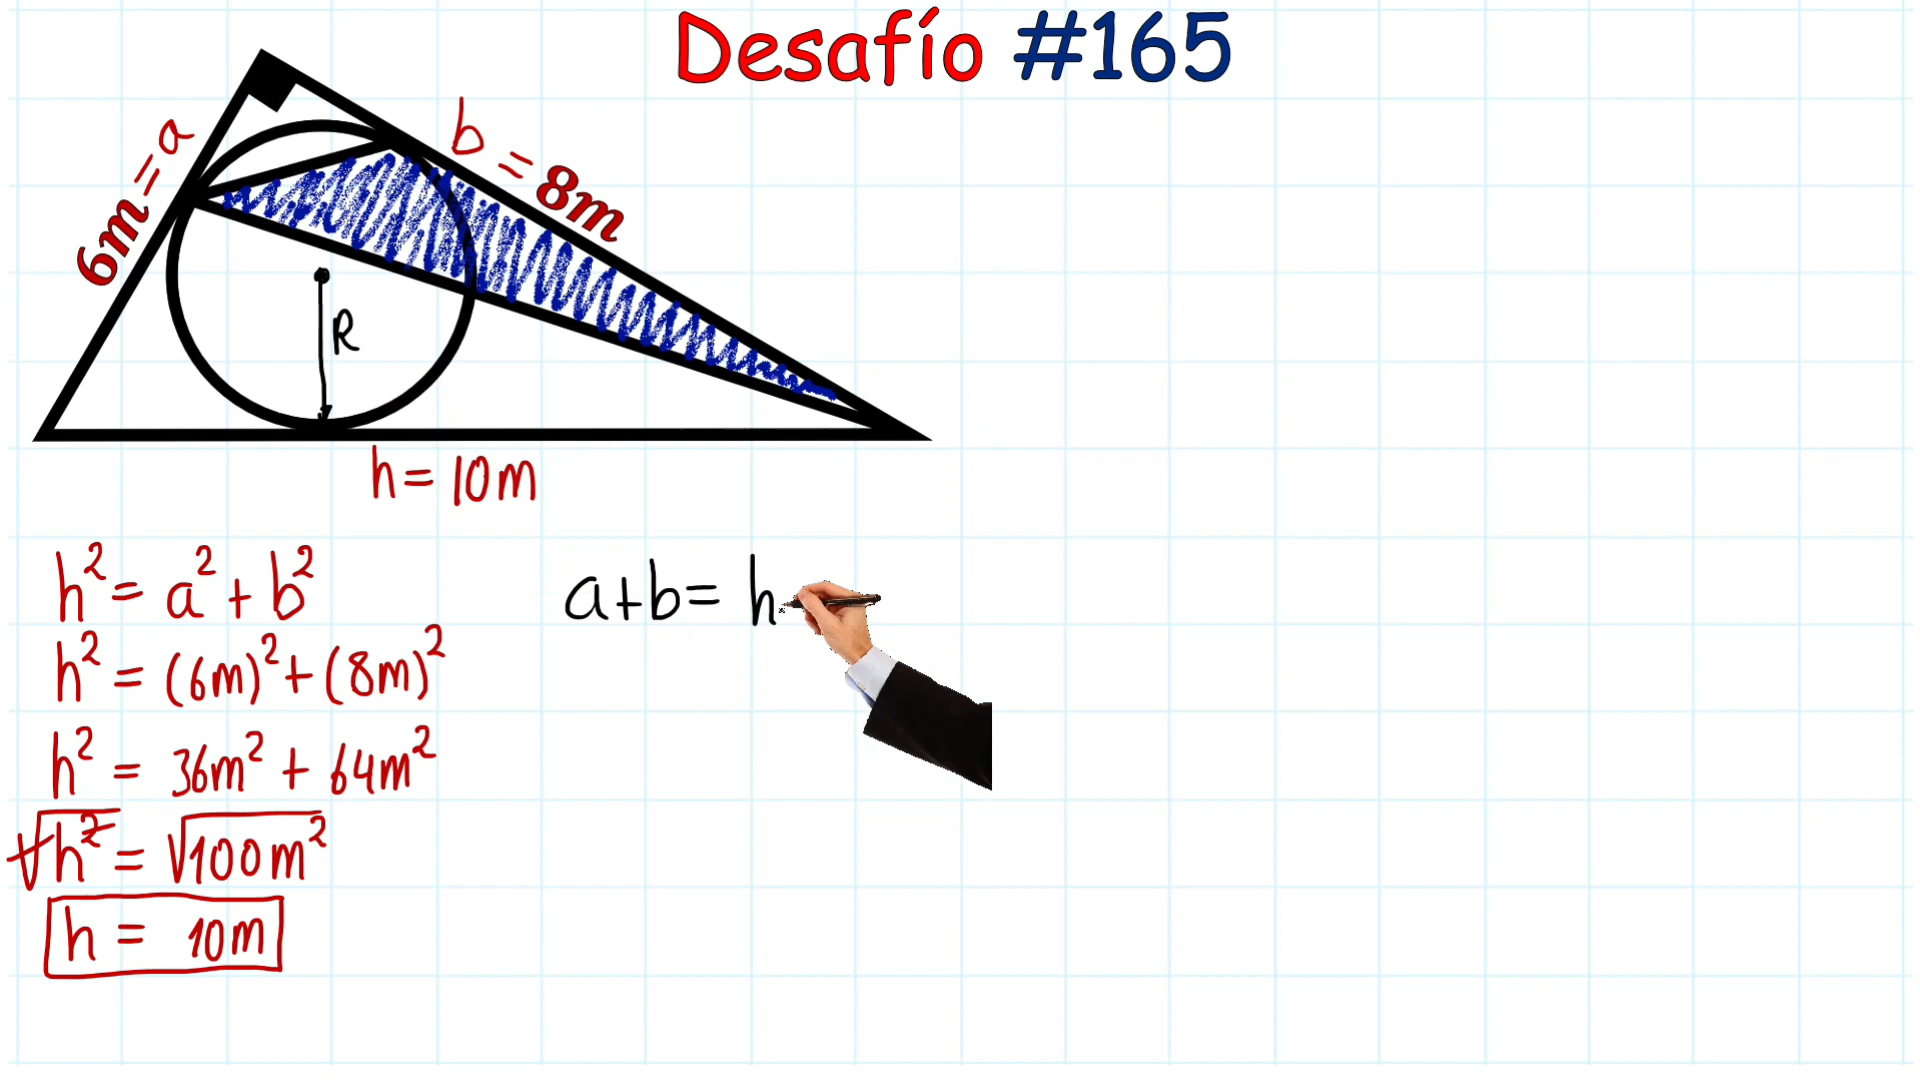 Desafío #165
6m = a
b = 8m
R
h = 10m
h² = a² + b²
h² = (6m)² + (8m)²
h² = 36m² + 64m²
√h² = √100m²
h = 10m
a+b = h